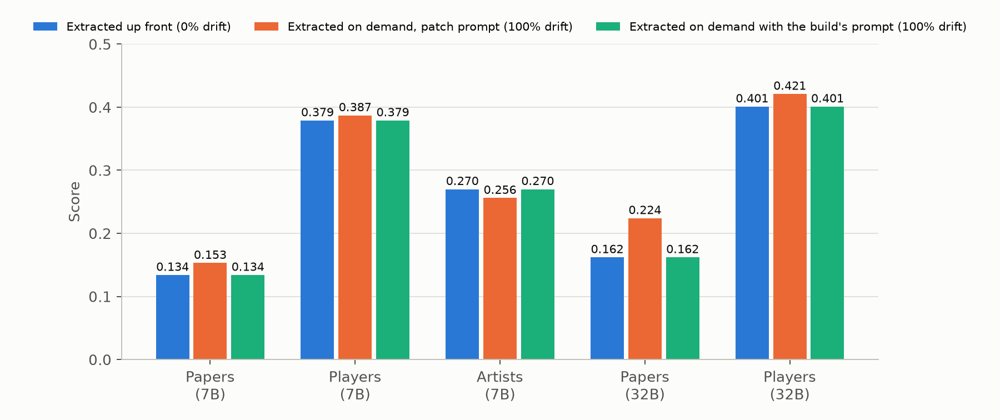 Extracted up front (0% drift)
Extracted on demand, patch prompt (100% drift)
Extracted on demand with the build's prompt (100% drift)
Score
0.5
0.4
0.3
0.2
0.1
0.0
0.134
0.153
0.134
0.379
0.387
0.379
0.270
0.256
0.270
0.162
0.224
0.162
0.401
0.421
0.401
Papers
(7B)
Players
(7B)
Artists
(7B)
Papers
(32B)
Players
(32B)